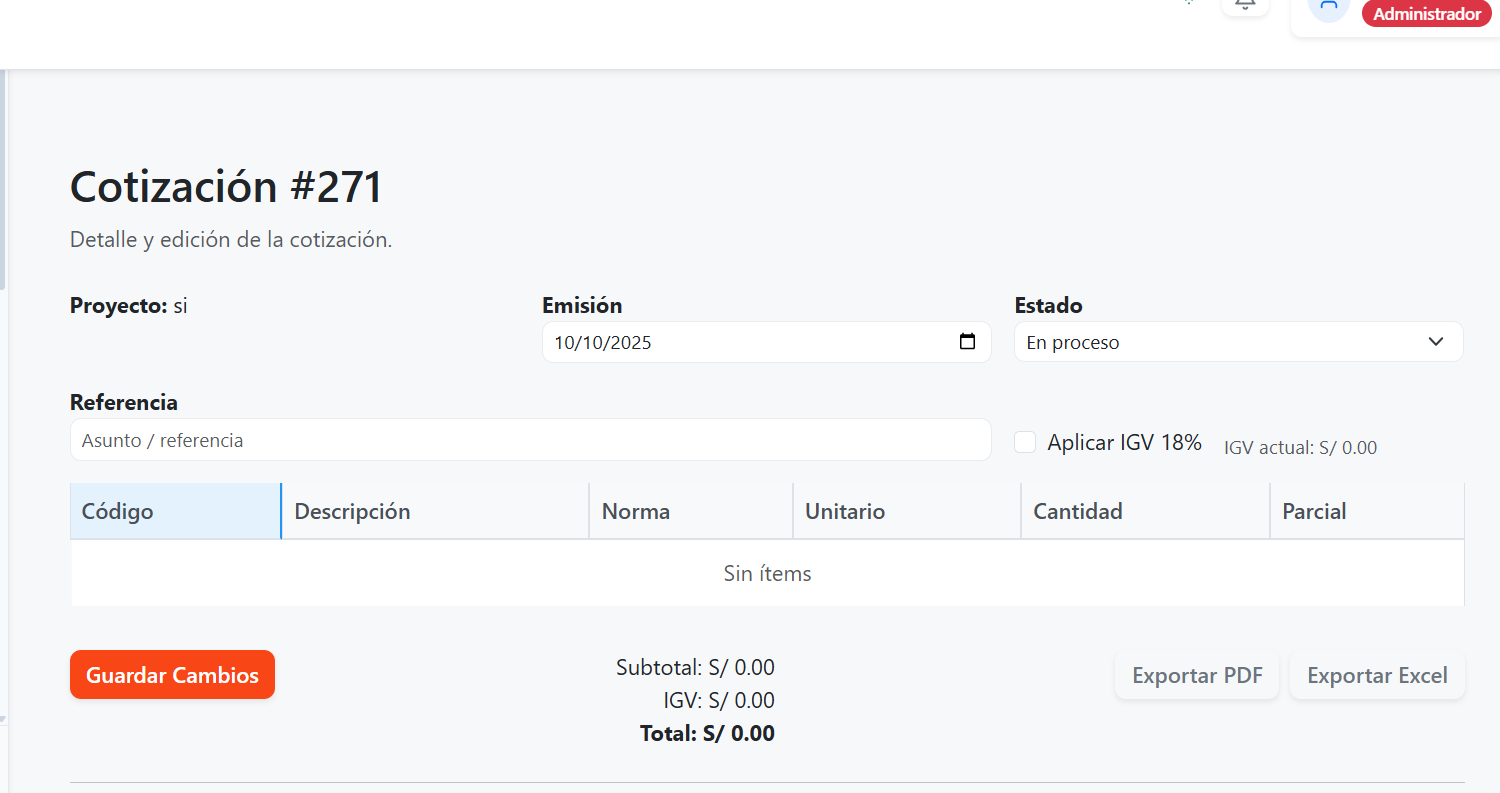 Administrador
Cotización #271
Detalle y edición de la cotización.
Proyecto: si
Emisión
10/10/2025
Estado
En proceso
Referencia
Asunto / referencia
Aplicar IGV 18% IGV actual: S/ 0.00
Código Descripción Norma Unitario Cantidad Parcial
Sin ítems
Guardar Cambios
Subtotal: S/ 0.00
IGV: S/ 0.00
Total: S/ 0.00
Exportar PDF Exportar Excel